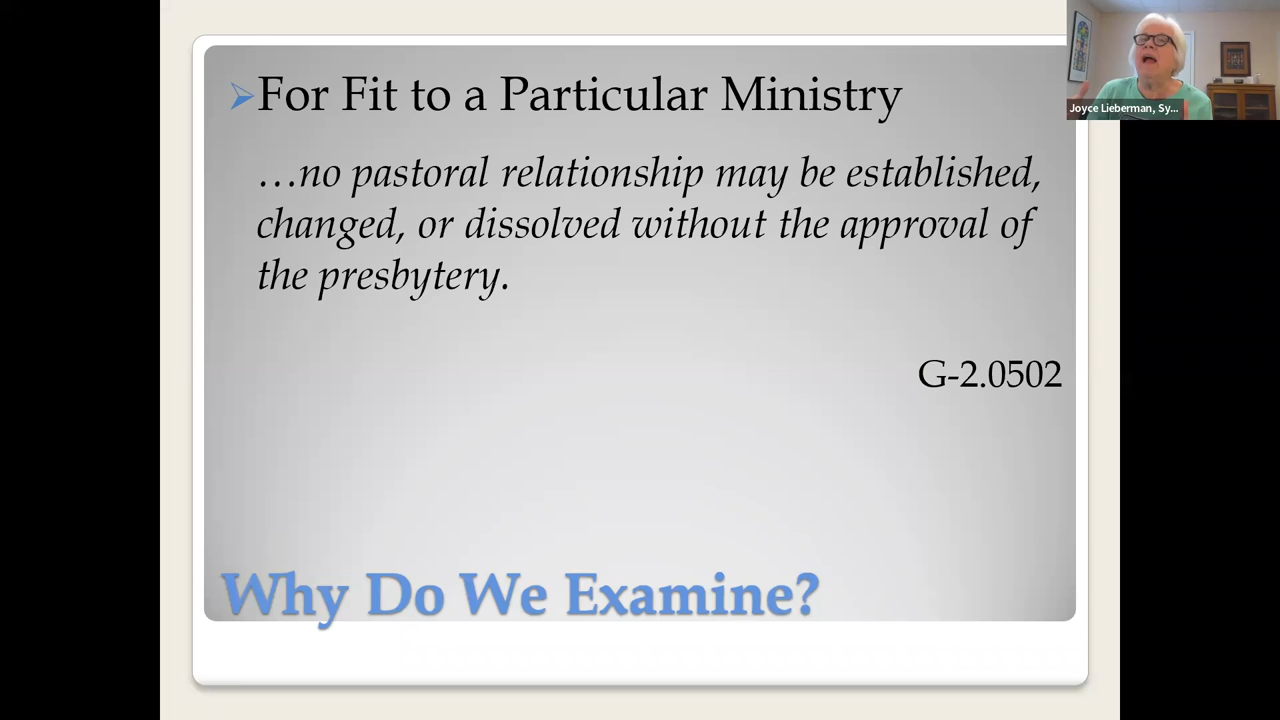 For Fit to a Particular Ministry
…no pastoral relationship may be established,
changed, or dissolved without the approval of
the presbytery.
G-2.0502
Why Do We Examine?
Joyce Lieberman, Sy...